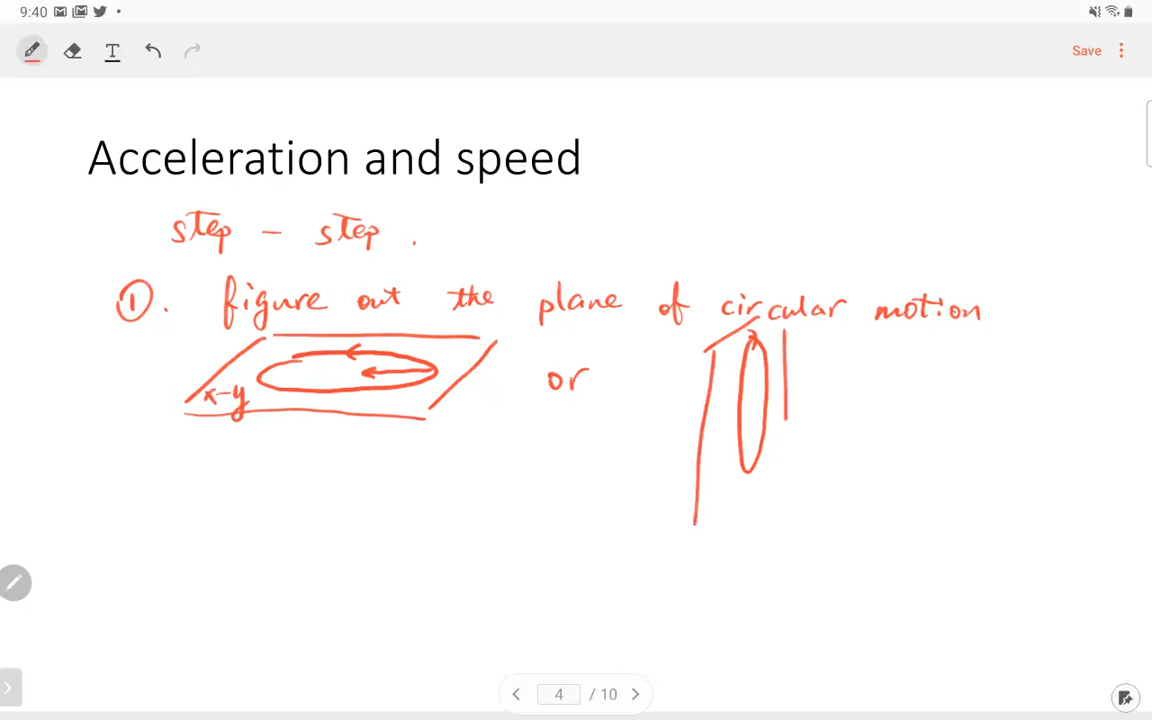 9:40
Save
Acceleration and speed
step - step .
①. figure out the plane of circular motion
x-y
or
4 / 10